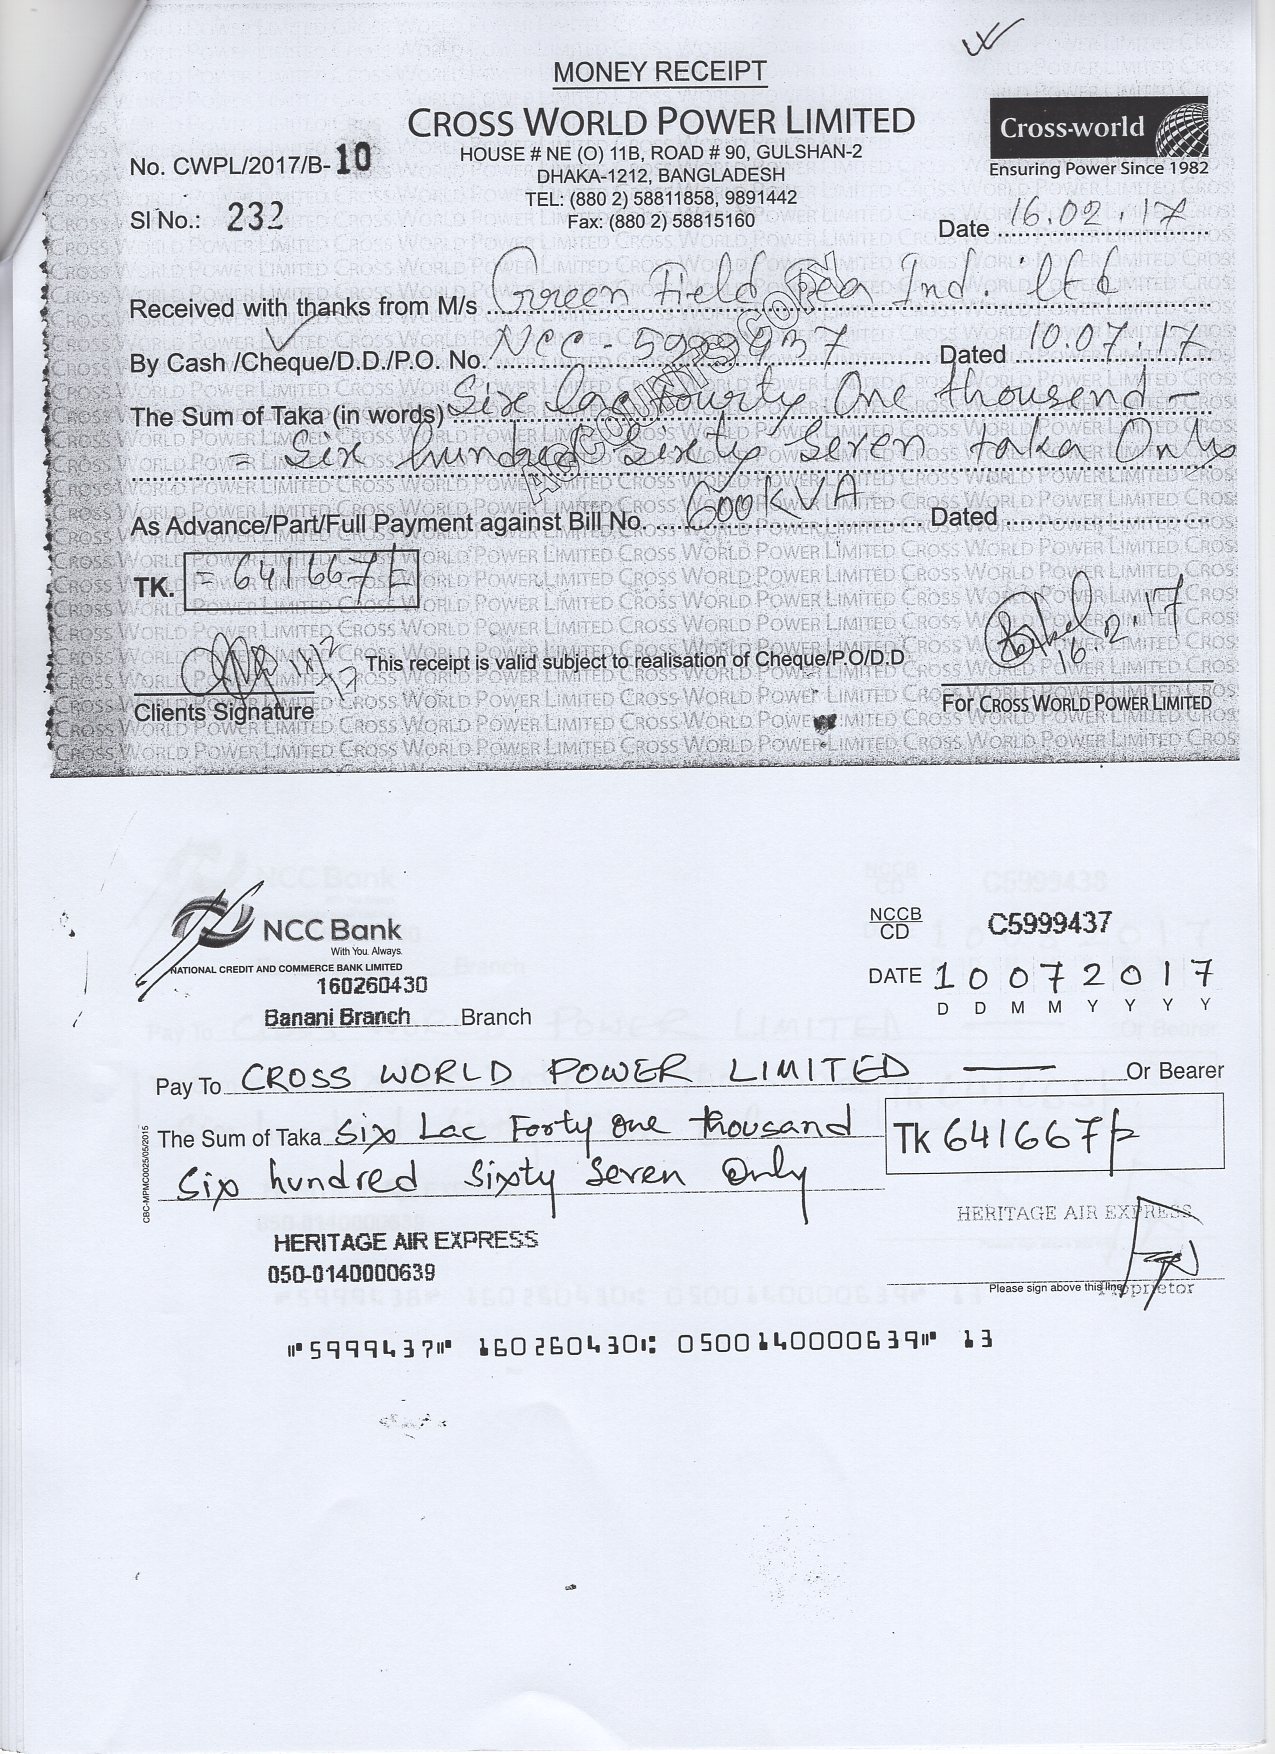 MONEY RECEIPT
CROSS WORLD POWER LIMITED
HOUSE # NE (O) 11B, ROAD # 90, GULSHAN-2
DHAKA-1212, BANGLADESH
TEL: (880 2) 58811858, 9891442
Fax: (880 2) 58815160
Cross-world
Ensuring Power Since 1982
No. CWPL/2017/B-10
Sl No.: 232
Date 16.02.17
Received with thanks from M/s Green Field Tea Ind. ltd
By Cash /Cheque/D.D./P.O. No. NCC - 5999437 Dated 10.07.17
The Sum of Taka (in words) Six lac fourty One thousend -
= Six hundred Sixty Seven taka Only
ACCOUNTS COPY
As Advance/Part/Full Payment against Bill No. 600KVA Dated
TK. = 641667/=
This receipt is valid subject to realisation of Cheque/P.O/D.D
16.2.17
Clients Signature
For CROSS WORLD POWER LIMITED
NCC Bank
With You. Always.
NATIONAL CREDIT AND COMMERCE BANK LIMITED
160260430
Banani Branch Branch
NCCB
CD
C5999437
DATE 10072017
D D M M Y Y Y Y
Pay To CROSS WORLD POWER LIMITED Or Bearer
The Sum of Taka Six Lac Forty One thousand
Six hundred Sixty Seven Only
Tk 641667/=
CBC-MPMC0025/05/2015
HERITAGE AIR EXPRESS
050-0140000639
HERITAGE AIR EXPRESS
Please sign above this line
Proprietor
⑈5999437⑈ 160260430⑆ 0500140000639⑈ 13